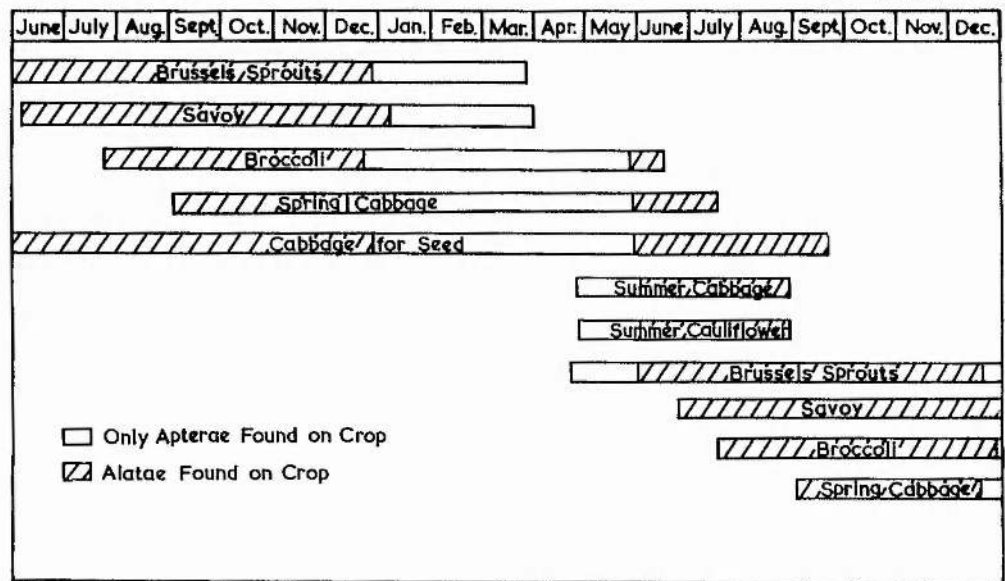 June July Aug. Sept. Oct. Nov. Dec. Jan. Feb. Mar. Apr. May June July Aug. Sept. Oct. Nov. Dec.
Brussels Sprouts
Savoy
Broccoli
Spring Cabbage
Cabbage for Seed
Summer Cabbage
Summer Cauliflower
Brussels Sprouts
Savoy
Only Apterae Found on Crop
Broccoli
Alatae Found on Crop
Spring Cabbage